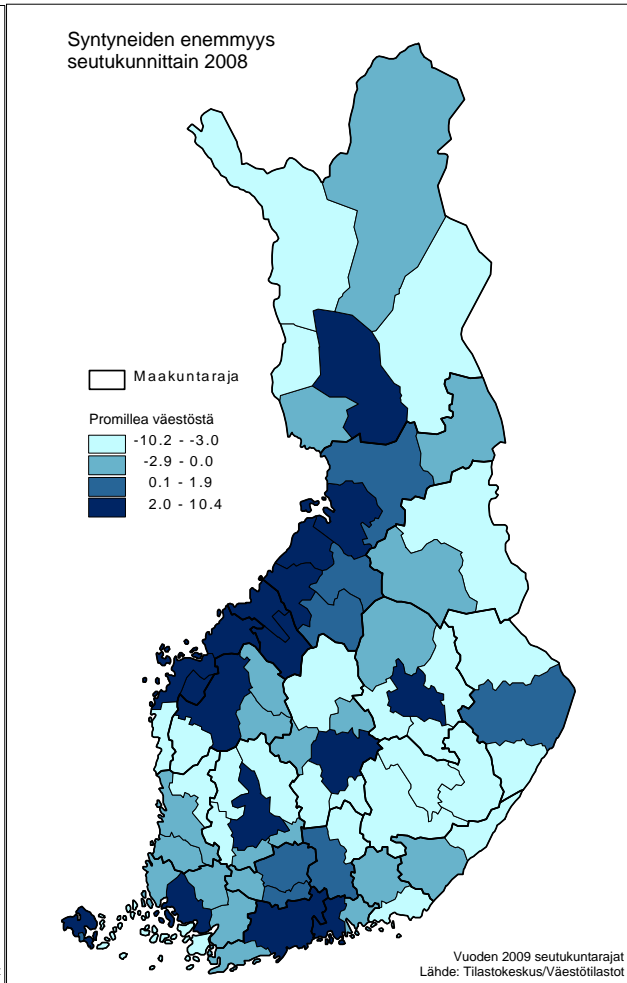 Syntyneiden enemmyys
seutukunnittain 2008
Maakuntaraja
Promillea väestöstä
-10.2 - -3.0
-2.9 - 0.0
0.1 - 1.9
2.0 - 10.4
Vuoden 2009 seutukuntarajat
Lähde: Tilastokeskus/Väestötilastot